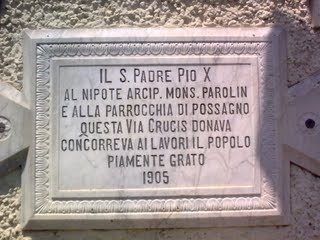 IL S. PADRE PIO X
AL NIPOTE ARCIP. MONS. PAROLIN
E ALLA PARROCCHIA DI POSSAGNO
QUESTA VIA CRUCIS DONAVA
CONCORREVA AI LAVORI IL POPOLO
PIAMENTE GRATO
1905